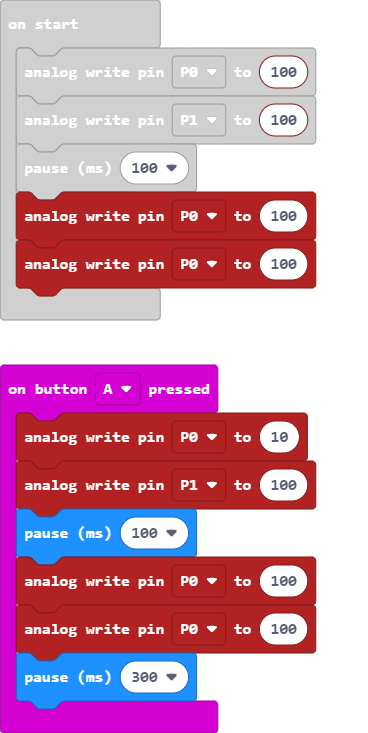 on start
analog write pin P0 to 100
analog write pin P1 to 100
pause (ms) 100
analog write pin P0 to 100
analog write pin P0 to 100
on button A pressed
analog write pin P0 to 10
analog write pin P1 to 100
pause (ms) 100
analog write pin P0 to 100
analog write pin P0 to 100
pause (ms) 300